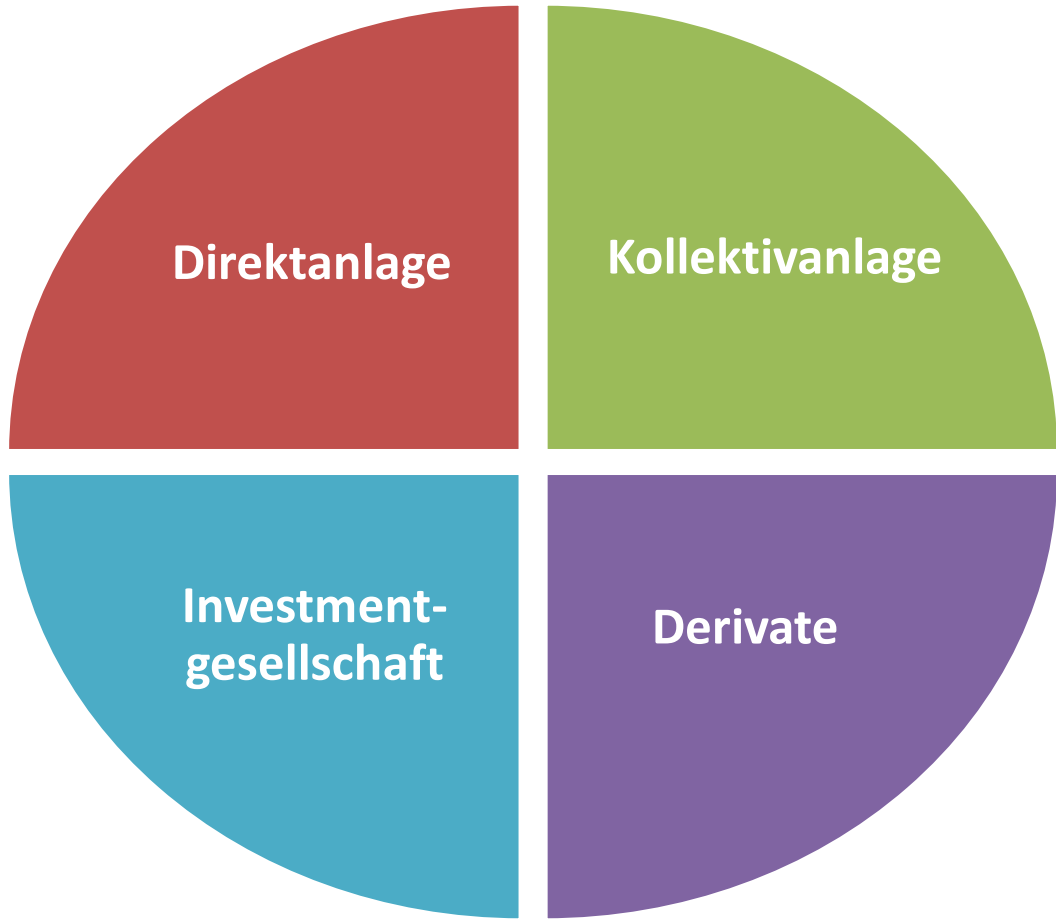 Direktanlage
Kollektivanlage
Investment-
gesellschaft
Derivate